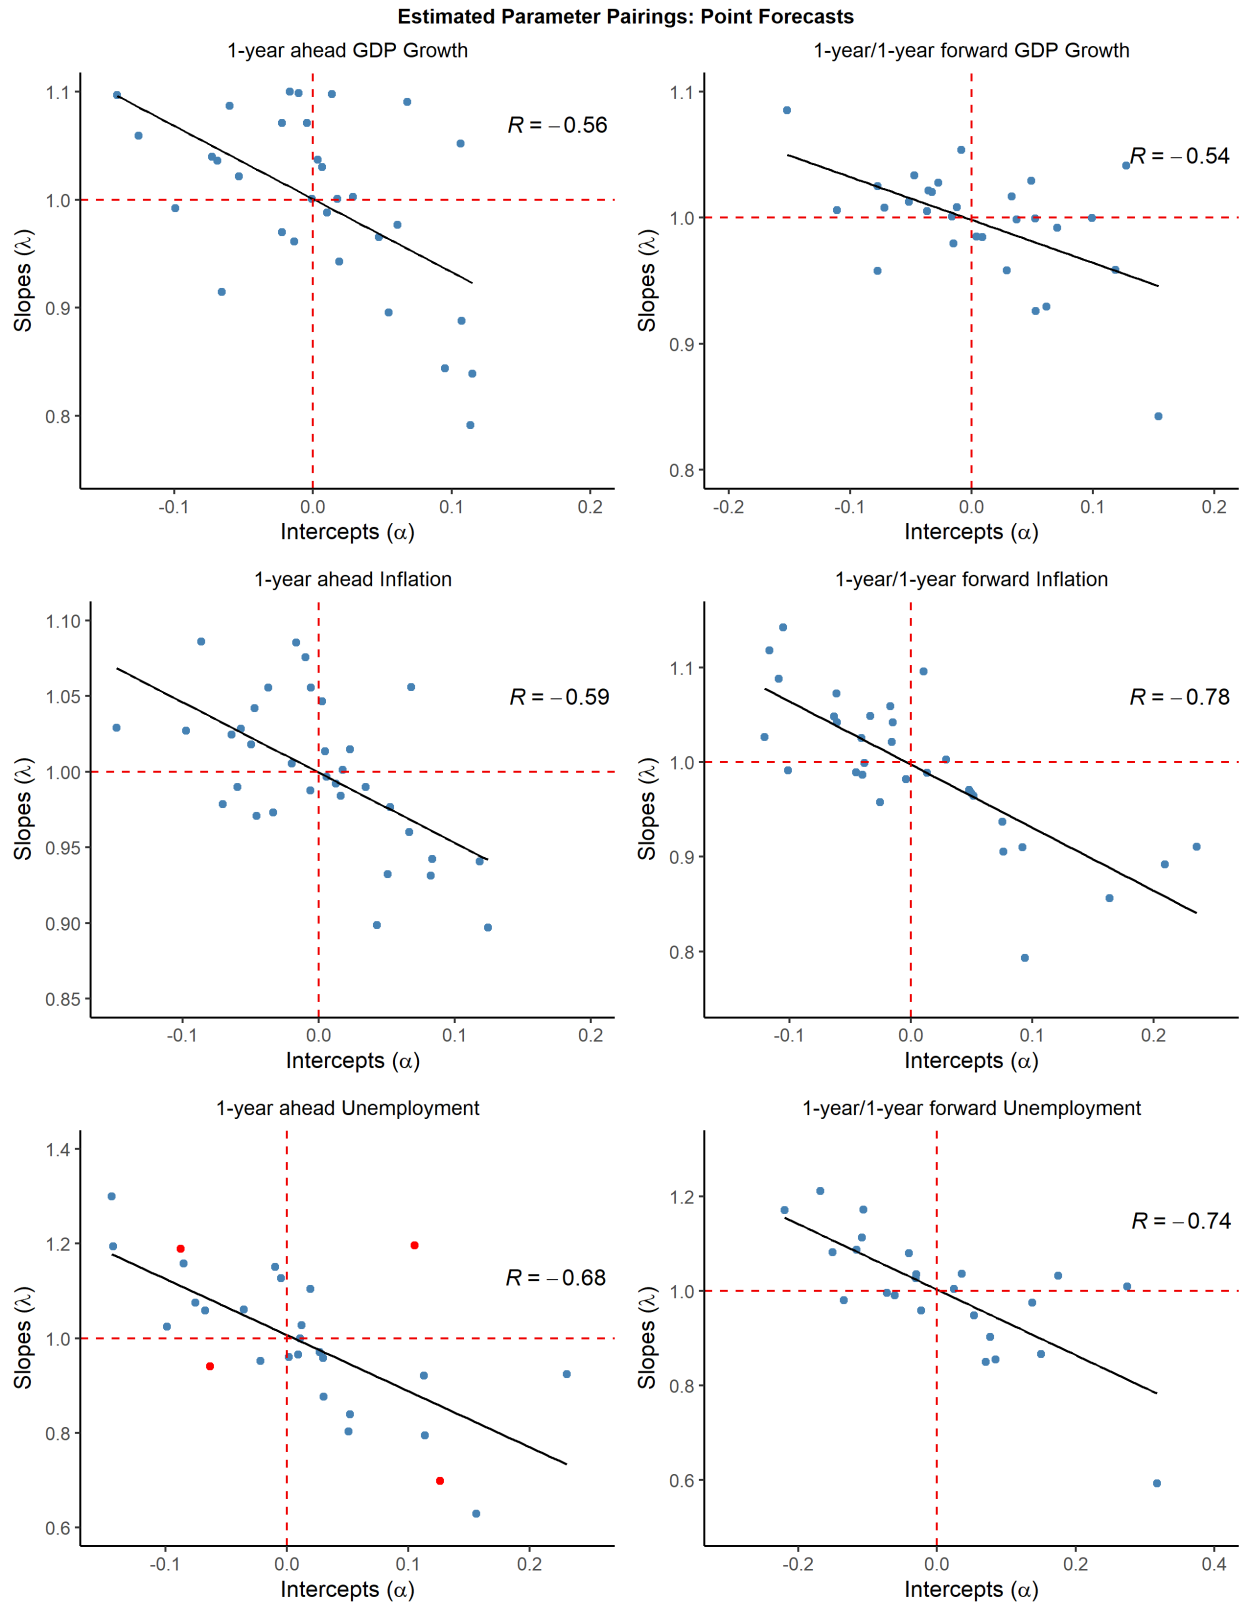 Estimated Parameter Pairings: Point Forecasts
1-year ahead GDP Growth
Slopes (λ)
1.1
1.0
0.9
0.8
R = −0.56
-0.1
0.0
0.1
0.2
Intercepts (α)
1-year/1-year forward GDP Growth
Slopes (λ)
1.1
1.0
0.9
0.8
R = −0.54
-0.2
-0.1
0.0
0.1
0.2
Intercepts (α)
1-year ahead Inflation
Slopes (λ)
1.10
1.05
1.00
0.95
0.90
0.85
R = −0.59
-0.1
0.0
0.1
0.2
Intercepts (α)
1-year/1-year forward Inflation
Slopes (λ)
1.1
1.0
0.9
0.8
R = −0.78
-0.1
0.0
0.1
0.2
Intercepts (α)
1-year ahead Unemployment
Slopes (λ)
1.4
1.2
1.0
0.8
0.6
R = −0.68
-0.1
0.0
0.1
0.2
Intercepts (α)
1-year/1-year forward Unemployment
Slopes (λ)
1.2
1.0
0.8
0.6
R = −0.74
-0.2
0.0
0.2
0.4
Intercepts (α)